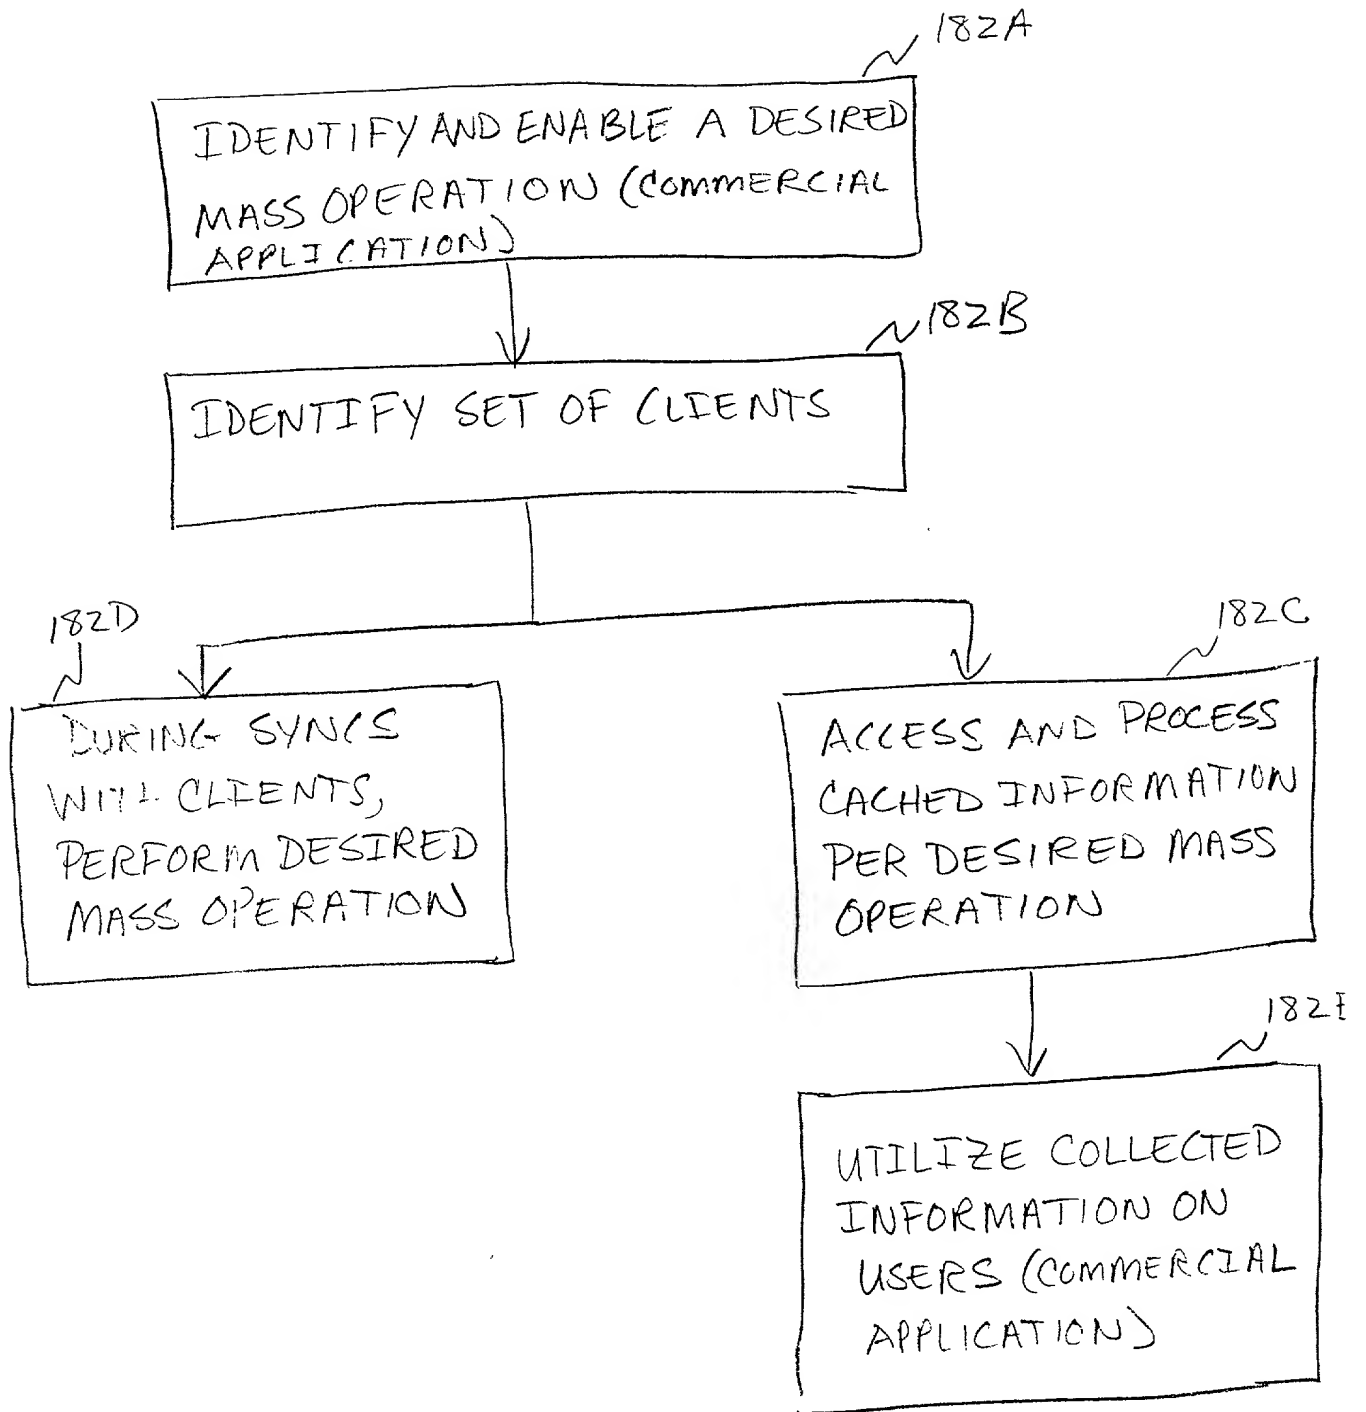 182A
IDENTIFY AND ENABLE A DESIRED
MASS OPERATION (COMMERCIAL
APPLICATION)
182B
IDENTIFY SET OF CLIENTS
182D
DURING SYNCS
WITH CLIENTS,
PERFORM DESIRED
MASS OPERATION
182C
ACCESS AND PROCESS
CACHED INFORMATION
PER DESIRED MASS
OPERATION
182E
UTILIZE COLLECTED
INFORMATION ON
USERS (COMMERCIAL
APPLICATION)